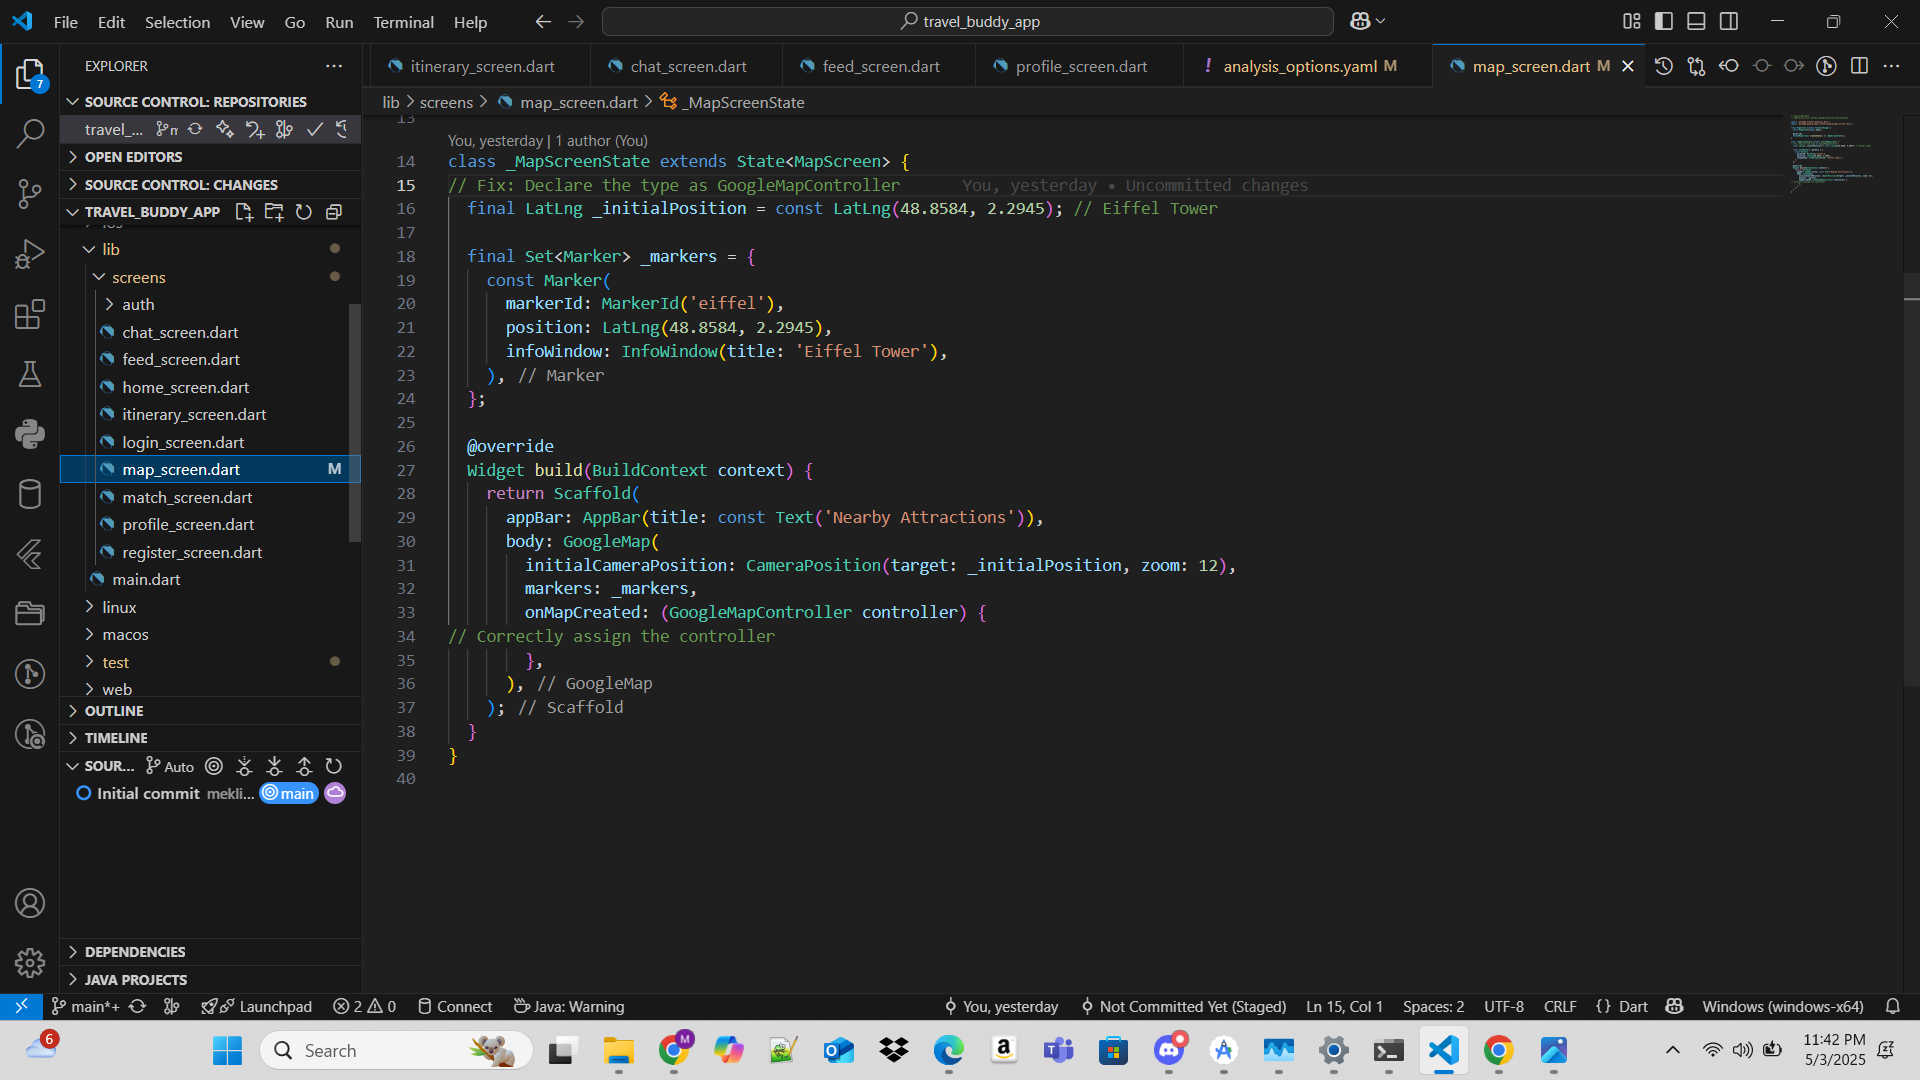 File Edit Selection View Go Run Terminal Help
travel_buddy_app
7
EXPLORER
SOURCE CONTROL: REPOSITORIES
travel_...
OPEN EDITORS
SOURCE CONTROL: CHANGES
TRAVEL_BUDDY_APP
lib
screens
auth
chat_screen.dart
feed_screen.dart
home_screen.dart
itinerary_screen.dart
login_screen.dart
map_screen.dart M
match_screen.dart
profile_screen.dart
register_screen.dart
main.dart
linux
macos
test
web
OUTLINE
TIMELINE
SOUR... Auto
Initial commit mekli... main
DEPENDENCIES
JAVA PROJECTS
itinerary_screen.dart chat_screen.dart feed_screen.dart profile_screen.dart ! analysis_options.yaml M map_screen.dart M
lib > screens > map_screen.dart > _MapScreenState
13
You, yesterday | 1 author (You)
14 class _MapScreenState extends State<MapScreen> {
15 // Fix: Declare the type as GoogleMapController You, yesterday • Uncommitted changes
16 final LatLng _initialPosition = const LatLng(48.8584, 2.2945); // Eiffel Tower
17
18 final Set<Marker> _markers = {
19 const Marker(
20 markerId: MarkerId('eiffel'),
21 position: LatLng(48.8584, 2.2945),
22 infoWindow: InfoWindow(title: 'Eiffel Tower'),
23 ), // Marker
24 };
25
26 @override
27 Widget build(BuildContext context) {
28 return Scaffold(
29 appBar: AppBar(title: const Text('Nearby Attractions')),
30 body: GoogleMap(
31 initialCameraPosition: CameraPosition(target: _initialPosition, zoom: 12),
32 markers: _markers,
33 onMapCreated: (GoogleMapController controller) {
34 // Correctly assign the controller
35 },
36 ), // GoogleMap
37 ); // Scaffold
38 }
39 }
40
main*+ Launchpad 2 0 Connect Java: Warning You, yesterday Not Committed Yet (Staged) Ln 15, Col 1 Spaces: 2 UTF-8 CRLF {} Dart Windows (windows-x64)
6
Search
M
11:42 PM
5/3/2025